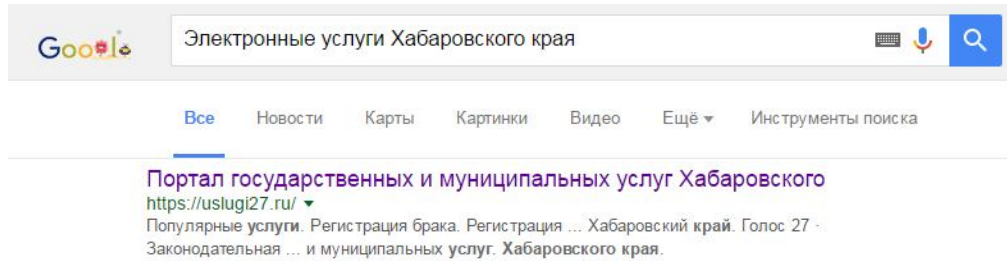 Google
Электронные услуги Хабаровского края
Все Новости Карты Картинки Видео Ещё Инструменты поиска
Портал государственных и муниципальных услуг Хабаровского
https://uslugi27.ru/
Популярные услуги. Регистрация брака. Регистрация ... Хабаровский край. Голос 27 ·
Законодательная ... и муниципальных услуг. Хабаровского края.